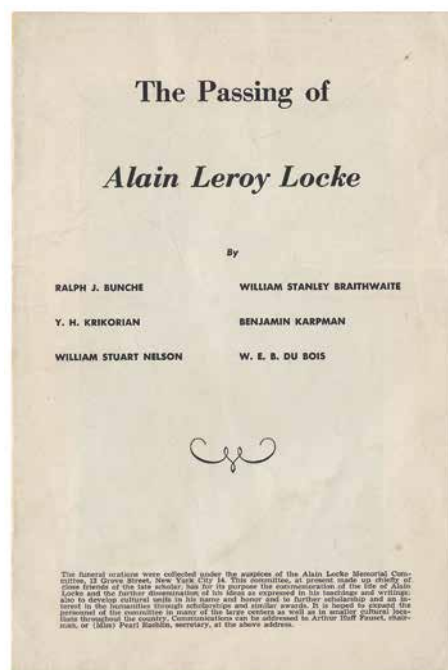 The Passing of
Alain Leroy Locke
By
RALPH J. BUNCHE
WILLIAM STANLEY BRAITHWAITE
Y. H. KRIKORIAN
BENJAMIN KARPMAN
WILLIAM STUART NELSON
W. E. B. DU BOIS
The funeral orations were collected under the auspices of the Alain Locke Memorial Com-
mittee, 12 Grove Street, New York City 14. This committee, at present made up chiefly of
close friends of the late scholar, has for its purpose the commemoration of the life of Alain
Locke and the further dissemination of his ideas as expressed in his teachings and writings;
also to develop cultural units in his name and honor and to further scholarship and an in-
terest in the humanities through scholarships and similar awards. It is hoped to expand the
personnel of the committee in many of the large centers as well as in smaller cultural loca-
tions throughout the country. Communications can be addressed to Arthur Huff Fauset, chair-
man, or (Miss) Pearl secretary, at the above address.